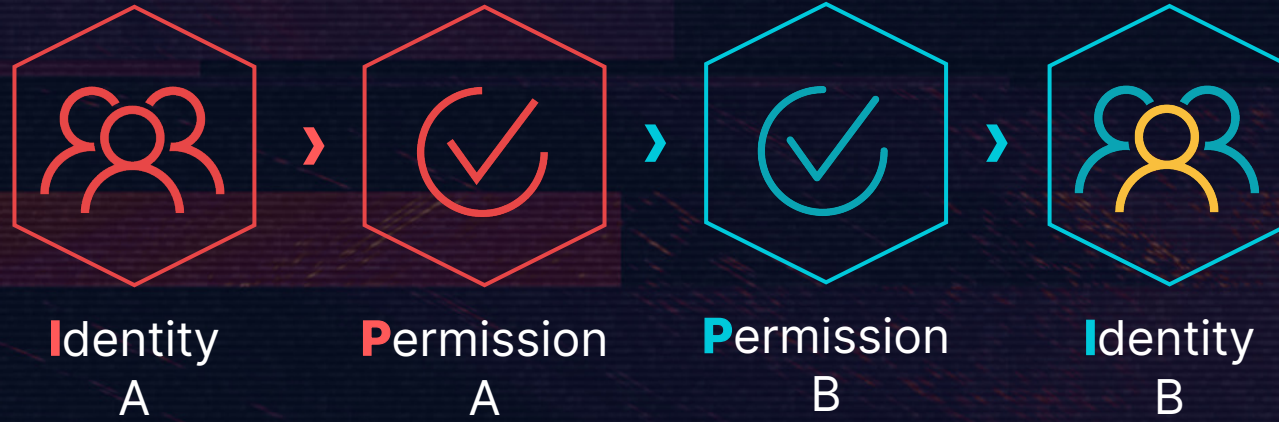 Identity
A
Permission
A
Permission
B
Identity
B